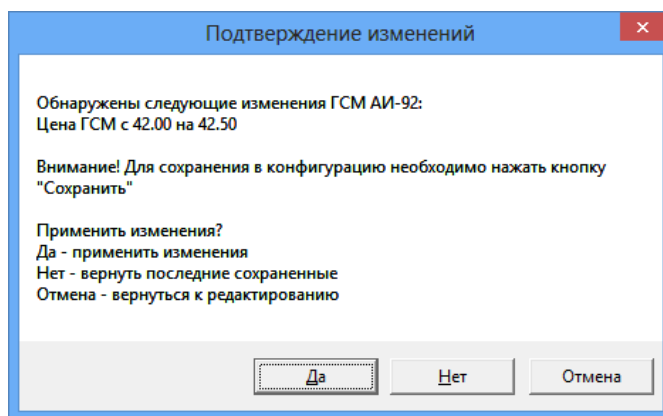 Подтверждение изменений
Обнаружены следующие изменения ГСМ АИ-92:
Цена ГСМ с 42.00 на 42.50
Внимание! Для сохранения в конфигурацию необходимо нажать кнопку
"Сохранить"
Применить изменения?
Да - применить изменения
Нет - вернуть последние сохраненные
Отмена - вернуться к редактированию
Да Нет Отмена